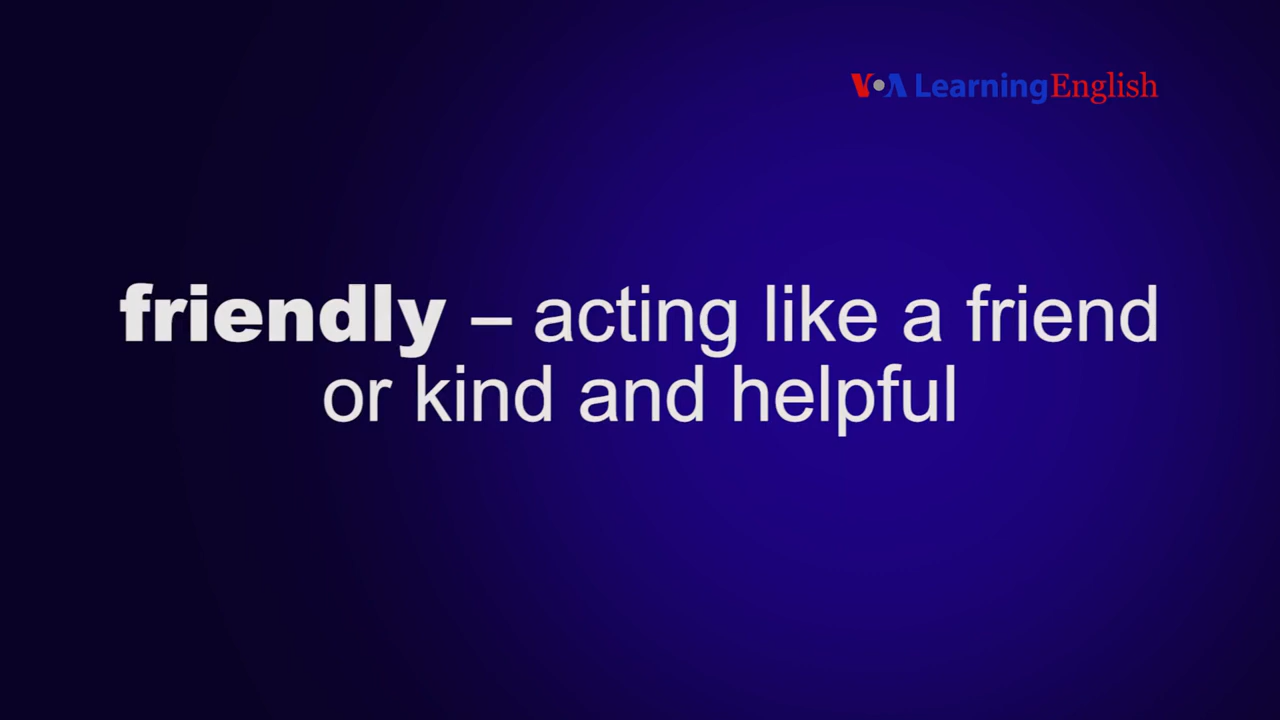 VOA Learning English
friendly – acting like a friend
or kind and helpful